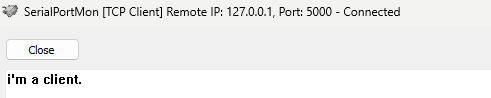 SerialPortMon [TCP Client] Remote IP: 127.0.0.1, Port: 5000 - Connected
Close
i'm a client.